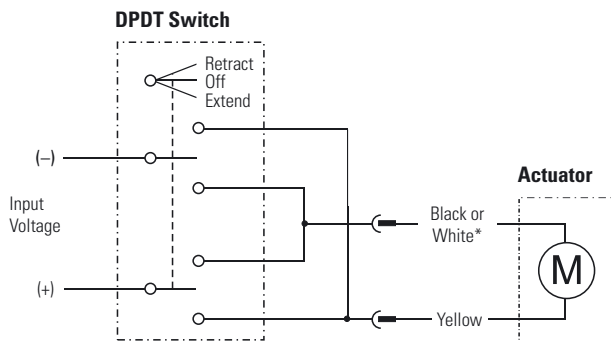 DPDT Switch
Retract
Off
Extend
(–)
Input
Voltage
(+)
Black or
White*
Yellow
Actuator
M